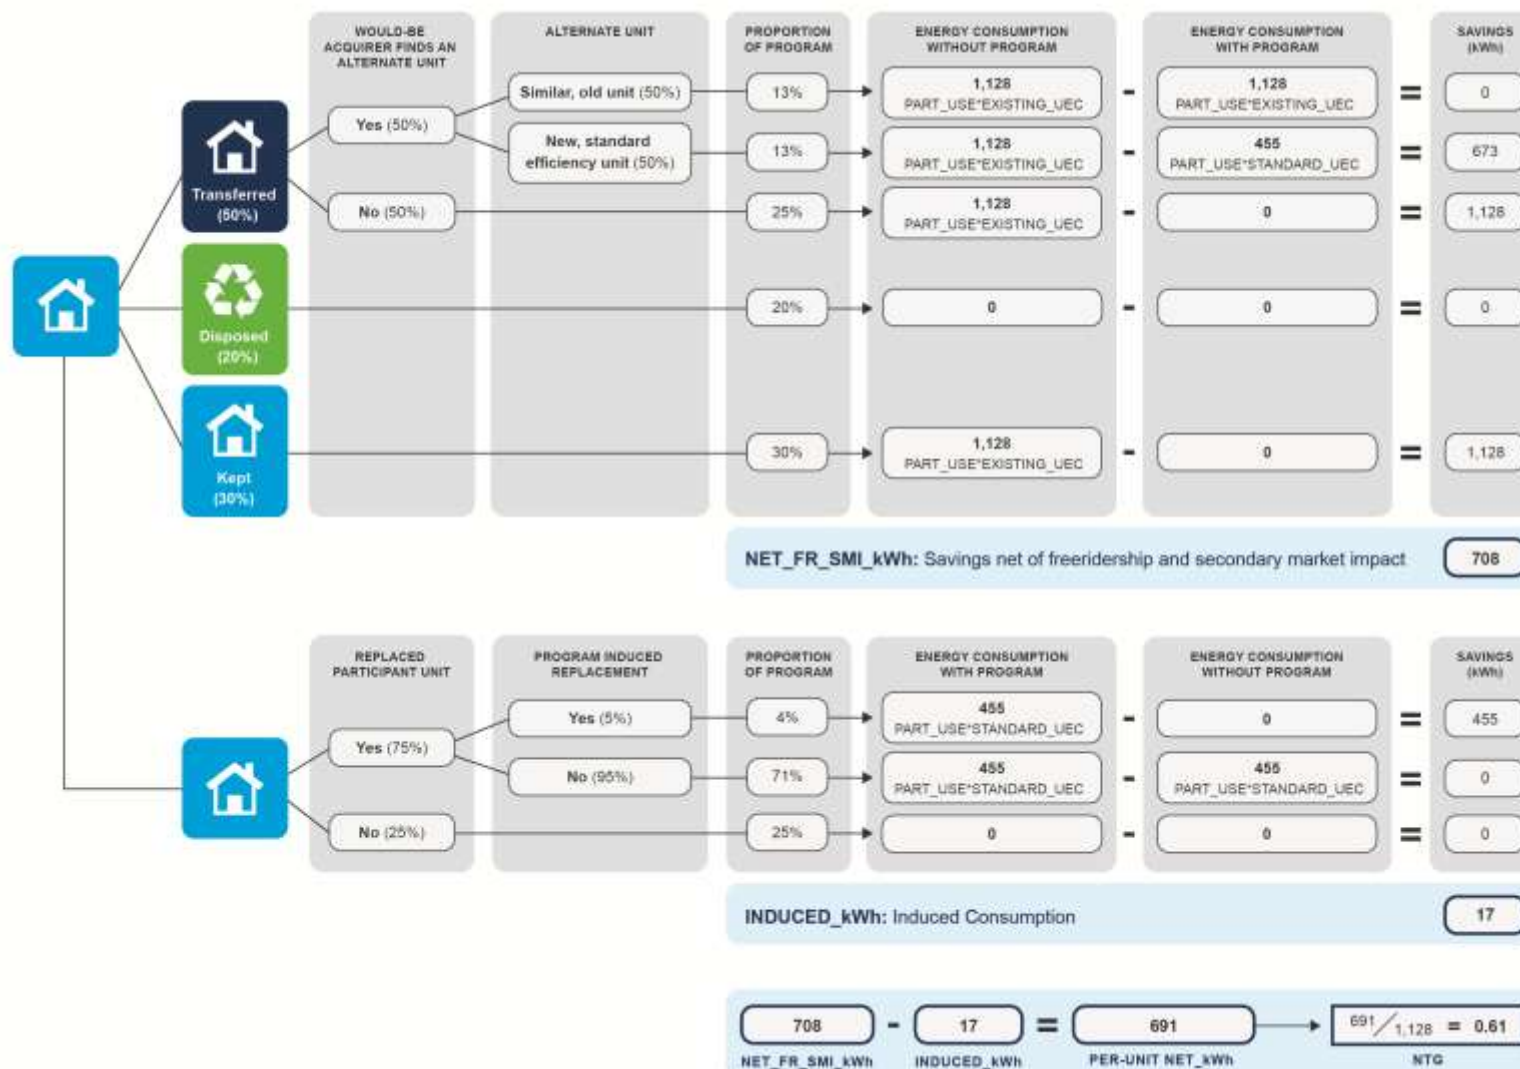 WOULD-BE
ACQUIRER FINDS AN
ALTERNATE UNIT
ALTERNATE UNIT
PROPORTION
OF PROGRAM
ENERGY CONSUMPTION
WITHOUT PROGRAM
ENERGY CONSUMPTION
WITH PROGRAM
SAVINGS
(kWh)
Transferred
(50%)
Yes (50%)
Similar, old unit (50%)
13%
1,128
PART_USE*EXISTING_UEC
-
1,128
PART_USE*EXISTING_UEC
=
0
New, standard
efficiency unit (50%)
13%
1,128
PART_USE*EXISTING_UEC
-
455
PART_USE*STANDARD_UEC
=
673
No (50%)
25%
1,128
PART_USE*EXISTING_UEC
-
0
=
1,128
Disposed
(20%)
20%
0
-
0
=
0
Kept
(30%)
30%
1,128
PART_USE*EXISTING_UEC
-
0
=
1,128
NET_FR_SMI_kWh: Savings net of freeridership and secondary market impact
708
REPLACED
PARTICIPANT UNIT
PROGRAM INDUCED
REPLACEMENT
PROPORTION
OF PROGRAM
ENERGY CONSUMPTION
WITH PROGRAM
ENERGY CONSUMPTION
WITHOUT PROGRAM
SAVINGS
(kWh)
Yes (75%)
Yes (5%)
4%
455
PART_USE*STANDARD_UEC
-
0
=
455
No (95%)
71%
455
PART_USE*STANDARD_UEC
-
455
PART_USE*STANDARD_UEC
=
0
No (25%)
25%
0
-
0
=
0
INDUCED_kWh: Induced Consumption
17
708 - 17 = 691
691/1,128 = 0.61
NET_FR_SMI_kWh
INDUCED_kWh
PER-UNIT NET_kWh
NTG